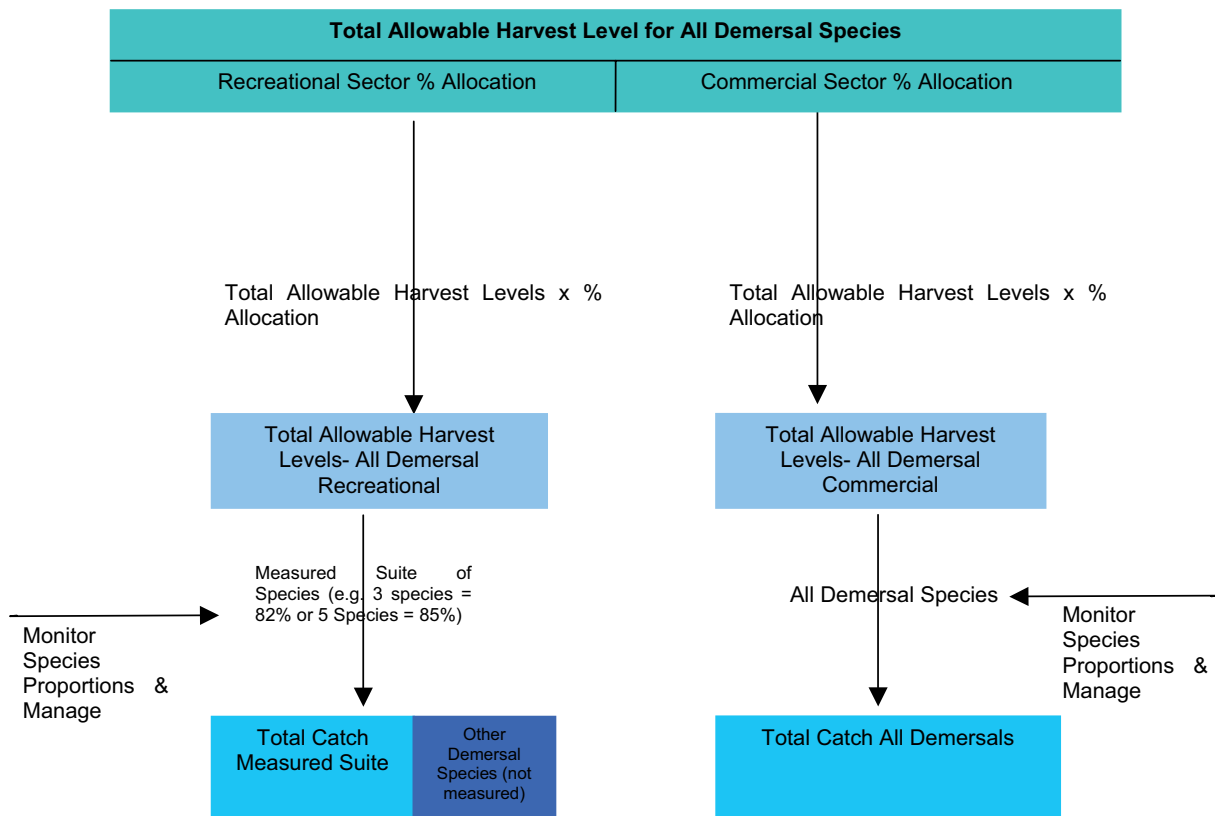 Total Allowable Harvest Level for All Demersal Species
Recreational Sector % Allocation
Commercial Sector % Allocation
Total Allowable Harvest Levels x %
Allocation
Total Allowable Harvest Levels x %
Allocation
Total Allowable Harvest
Levels- All Demersal
Recreational
Total Allowable Harvest
Levels- All Demersal
Commercial
Measured Suite of
Species (e.g. 3 species =
82% or 5 Species = 85%)
All Demersal Species
Monitor
Species
Proportions &
Manage
Monitor
Species
Proportions &
Manage
Total Catch
Measured Suite
Other
Demersal
Species (not
measured)
Total Catch All Demersals